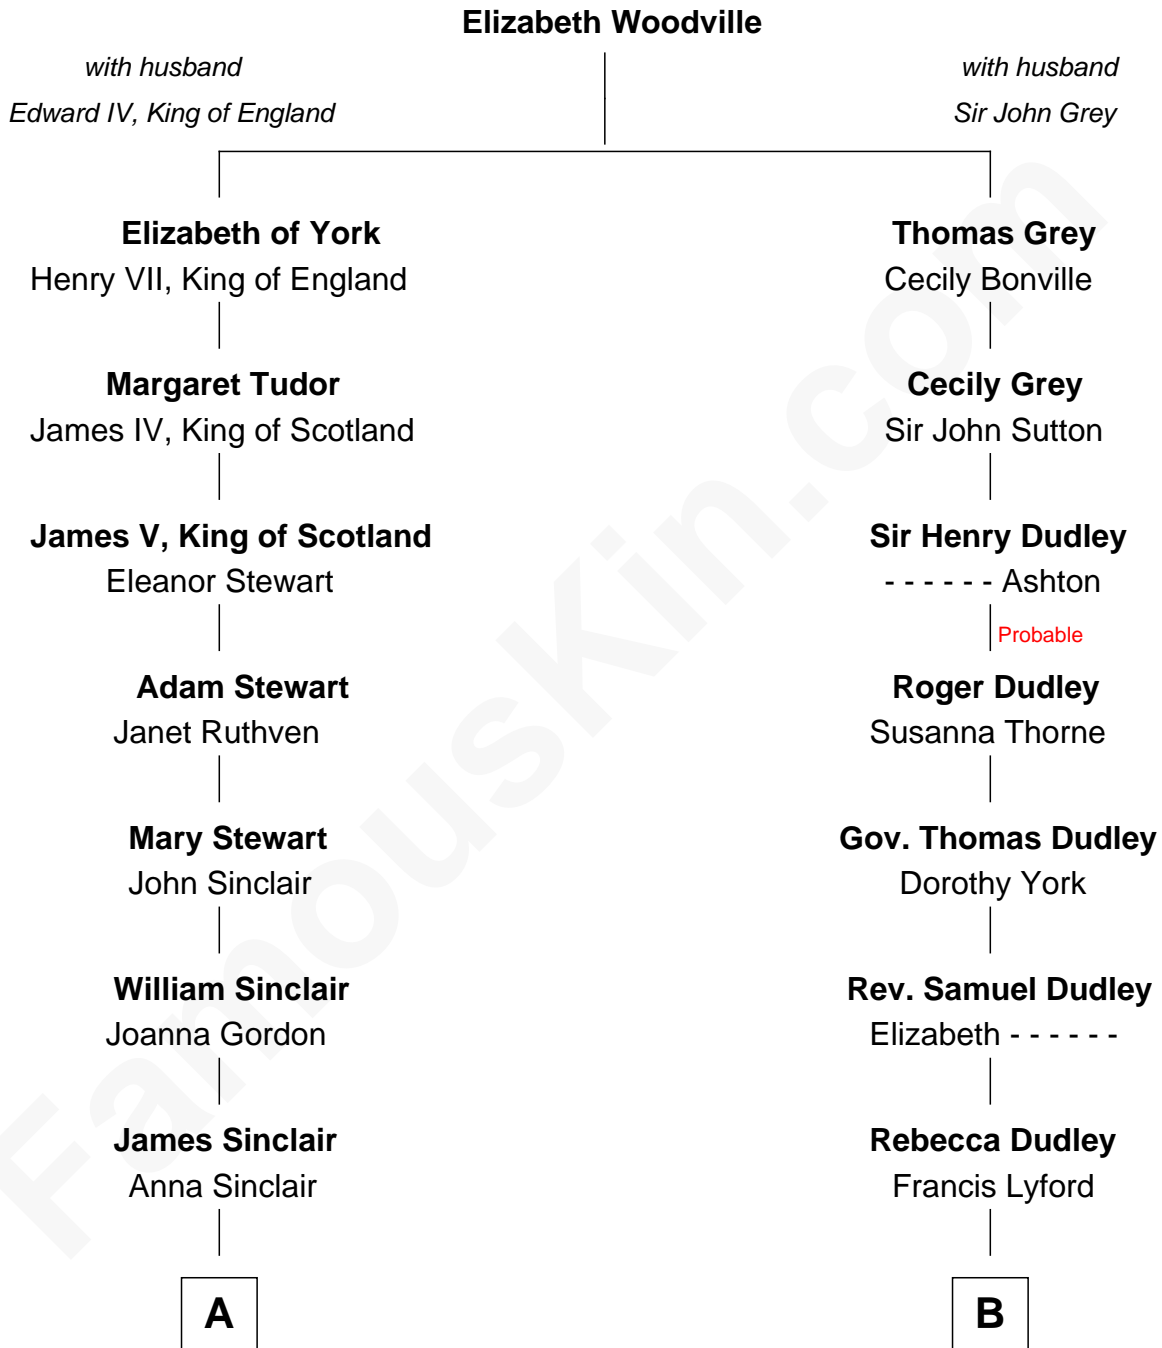 Elizabeth Woodville
with husband
Edward IV, King of England
with husband
Sir John Grey
Elizabeth of York
Henry VII, King of England
Thomas Grey
Cecily Bonville
Margaret Tudor
James IV, King of Scotland
Cecily Grey
Sir John Sutton
James V, King of Scotland
Eleanor Stewart
Sir Henry Dudley
- - - - - - Ashton
Probable
Adam Stewart
Janet Ruthven
Roger Dudley
Susanna Thorne
Mary Stewart
John Sinclair
Gov. Thomas Dudley
Dorothy York
William Sinclair
Joanna Gordon
Rev. Samuel Dudley
Elizabeth - - - - - -
James Sinclair
Anna Sinclair
Rebecca Dudley
Francis Lyford
A
B
FamousKin.com